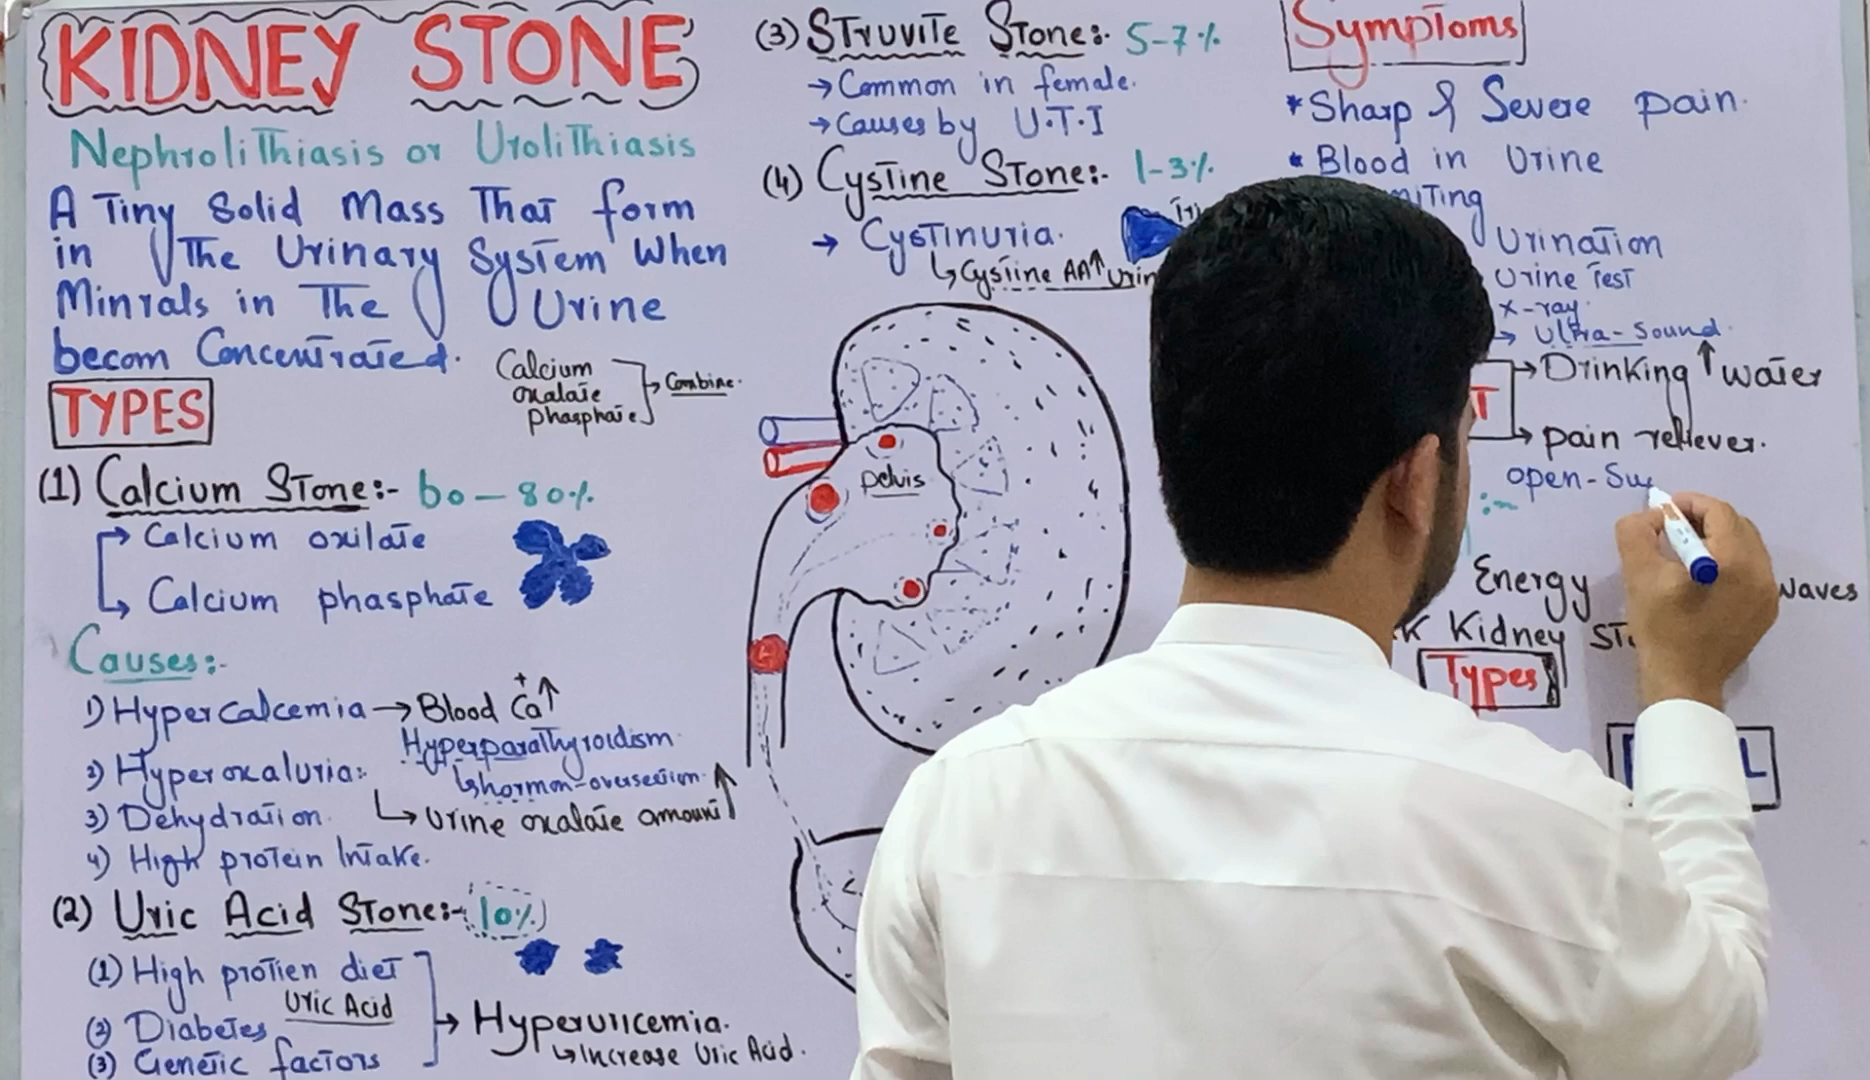 KIDNEY STONE
NephroliThiasis or UroliThiasis
A Tiny Solid Mass That form
in The Urinary System When
Minrals in The Urine
becom Concentrated.
Calcium
oxalate
phasphate
Combine.
TYPES
(1) Calcium Stone:- 60-80%
Calcium oxilate
Calcium phasphate
Causes:-
1) Hypercalcemia → Blood Ca+↑
Hyperparathyroidism
hormon-oversection ↑
2) Hyperoxaluria:
Urine oxalate amount
3) Dehydration.
4) High protein Intake.
(2) Uric Acid Stone:- 10%
(1) High protien diet
Uric Acid
(2) Diabetes
(3) Genetic factors
→ Hyperuricemia.
↳ Increase Uric Acid.
(3) Struvite Stone:- 5-7%
→ Common in female.
→ Causes by U.T.I
(4) Cystine Stone:- 1-3%
→ Cystinuria.
↳ Cystine AA↑ Urin
pelvis
Symptoms
* Sharp & Severe pain.
* Blood in Urine
miting
Urination
Urine Test
X-ray
→ Ultra-Sound
T
→ Drinking ↑ water
→ pain reliever.
open-Su
:-
Energy waves
K Kidney St
Types
L